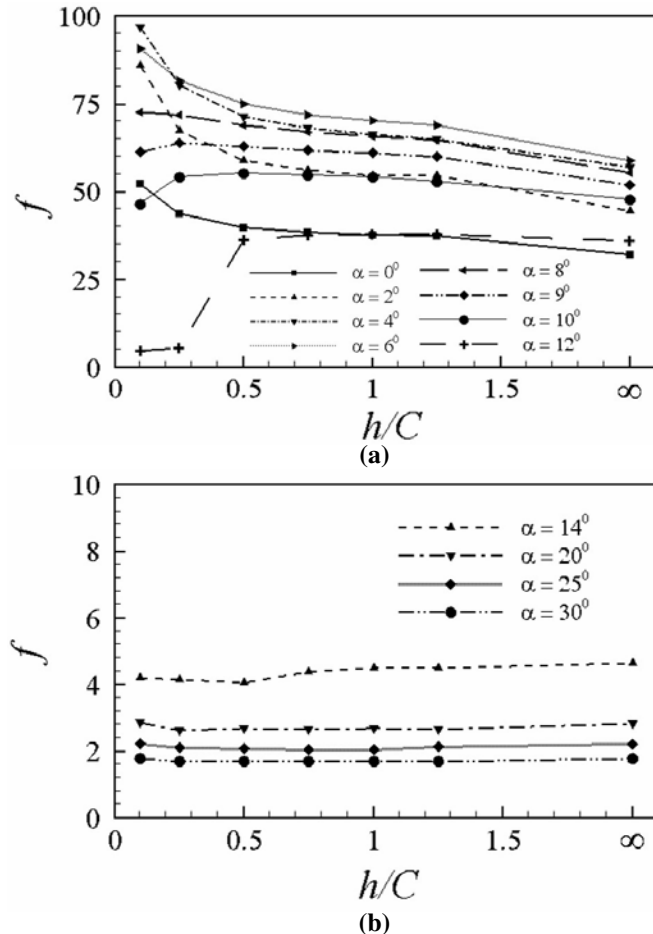 100
75
50
25
0
f
α = 0⁰
α = 2⁰
α = 4⁰
α = 6⁰
α = 8⁰
α = 9⁰
α = 10⁰
α = 12⁰
0 0.5 1 1.5 ∞
h/C
(a)
10
8
6
4
2
0
f
α = 14⁰
α = 20⁰
α = 25⁰
α = 30⁰
0 0.5 1 1.5 ∞
h/C
(b)